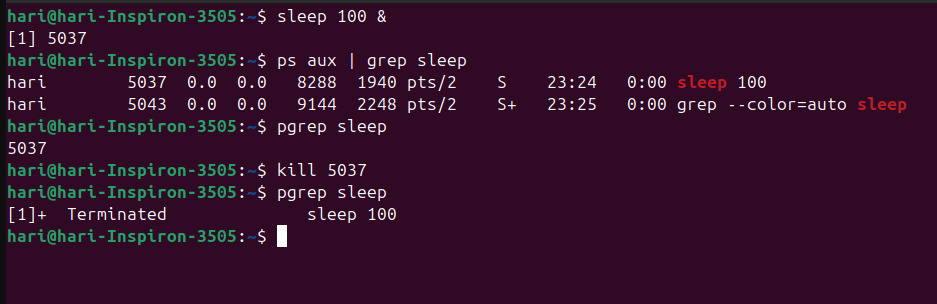 hari@hari-Inspiron-3505:~$ sleep 100 &
[1] 5037
hari@hari-Inspiron-3505:~$ ps aux | grep sleep
hari        5037  0.0  0.0   8288  1940 pts/2    S    23:24   0:00 sleep 100
hari        5043  0.0  0.0   9144  2248 pts/2    S+   23:25   0:00 grep --color=auto sleep
hari@hari-Inspiron-3505:~$ pgrep sleep
5037
hari@hari-Inspiron-3505:~$ kill 5037
hari@hari-Inspiron-3505:~$ pgrep sleep
[1]+  Terminated              sleep 100
hari@hari-Inspiron-3505:~$